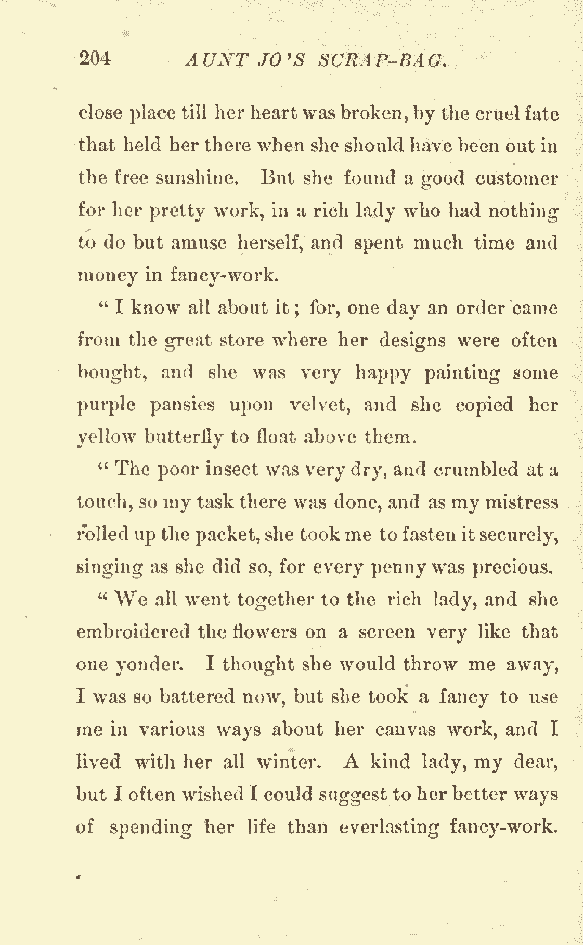 204 AUNT JO'S SCRAP-BAG.
close place till her heart was broken, by the cruel fate
that held her there when she should have been out in
the free sunshine. But she found a good customer
for her pretty work, in a rich lady who had nothing
to do but amuse herself, and spent much time and
money in fancy-work.
"I know all about it; for, one day an order came
from the great store where her designs were often
bought, and she was very happy painting some
purple pansies upon velvet, and she copied her
yellow butterfly to float above them.
"The poor insect was very dry, and crumbled at a
touch, so my task there was done, and as my mistress
rolled up the packet, she took me to fasten it securely,
singing as she did so, for every penny was precious.
"We all went together to the rich lady, and she
embroidered the flowers on a screen very like that
one yonder. I thought she would throw me away,
I was so battered now, but she took a fancy to use
me in various ways about her canvas work, and I
lived with her all winter. A kind lady, my dear,
but I often wished I could suggest to her better ways
of spending her life than everlasting fancy-work.